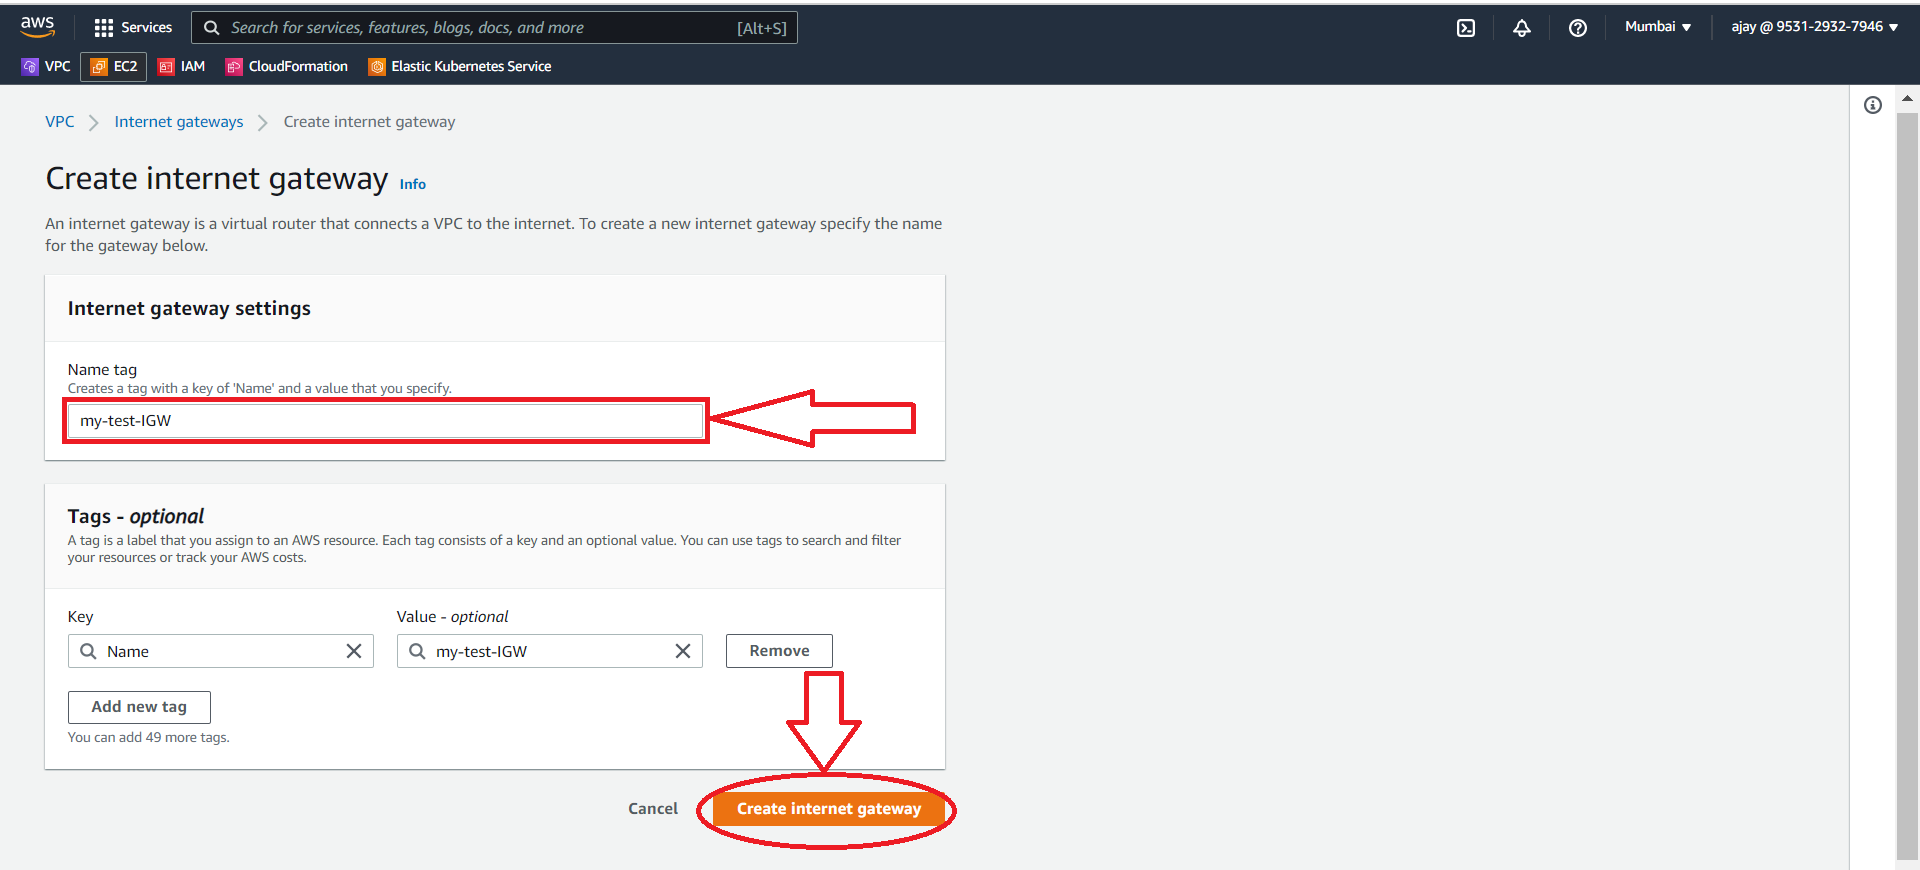 aws
Services
Search for services, features, blogs, docs, and more
[Alt+S]
Mumbai
ajay @ 9531-2932-7946
VPC
EC2
IAM
CloudFormation
Elastic Kubernetes Service
VPC
Internet gateways
Create internet gateway
Create internet gateway
Info
An internet gateway is a virtual router that connects a VPC to the internet. To create a new internet gateway specify the name
for the gateway below.
Internet gateway settings
Name tag
Creates a tag with a key of 'Name' and a value that you specify.
my-test-IGW
Tags - optional
A tag is a label that you assign to an AWS resource. Each tag consists of a key and an optional value. You can use tags to search and filter
your resources or track your AWS costs.
Key
Value - optional
Name
my-test-IGW
Remove
Add new tag
You can add 49 more tags.
Cancel
Create internet gateway